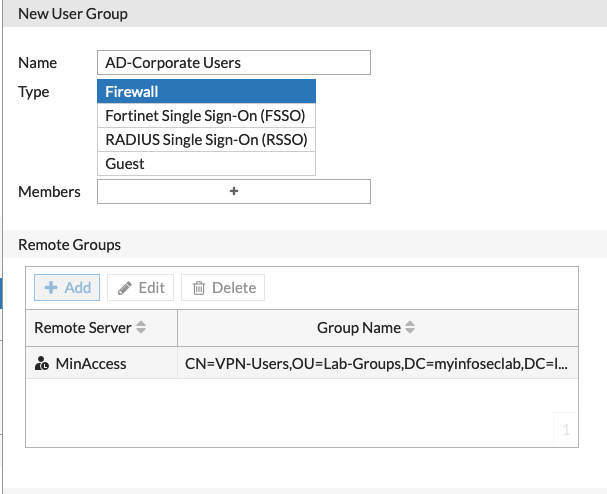 New User Group
Name AD-Corporate Users
Type Firewall
Fortinet Single Sign-On (FSSO)
RADIUS Single Sign-On (RSSO)
Guest
Members +
Remote Groups
+ Add Edit Delete
Remote Server Group Name
MinAccess CN=VPN-Users,OU=Lab-Groups,DC=myinfoseclab,DC=l...
1